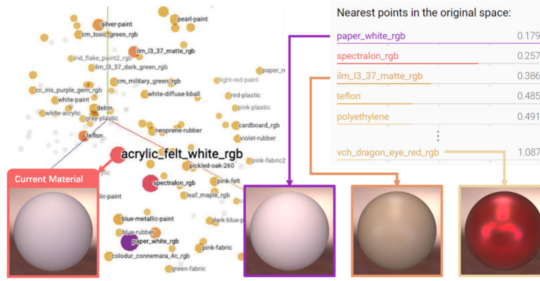 silver-paint
pearl-paint
cm_toxic_green_rgb
ilm_l3_37_matte_rgb
irid_flake_paint2_rgb
ilm_l3_37_dark_green_rgb
cm_military_green_rgb
light-red-paint
paper_n
cc_iris_purple_gem_rgb
white-diffuse-bball
red-plastic
white-paint
delrin
pink-plastic
white-acrylic
gray-plastic
teflon
neoprene-rubber
cardboard_rgb
violet-rubber
acrylic_felt_white_rgb
pink-fabric2
pickled-oak-260
Current Material
spectralon_rgb
pink-felt
leaf_maple_rgb
blue-metallic-paint
dark-blue-p
blue-rubber
paper_white_rgb
pink-fabric
colodur_connemara_4c_rgb
green-fabric
Nearest points in the original space:
paper_white_rgb 0.179
spectralon_rgb 0.257
ilm_l3_37_matte_rgb 0.386
teflon 0.485
polyethylene 0.491
vch_dragon_eye_red_rgb 1.087